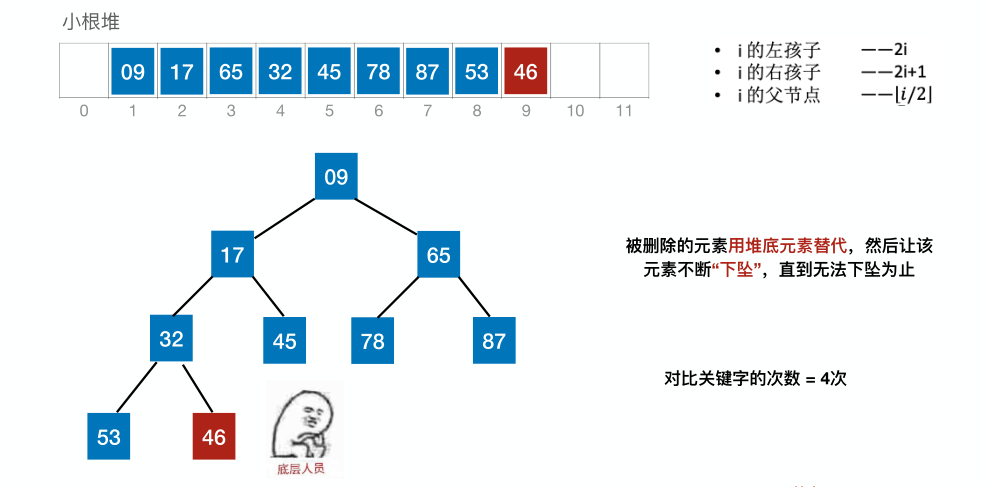 小根堆
09 17 65 32 45 78 87 53 46
0 1 2 3 4 5 6 7 8 9 10 11
• i 的左孩子 ——2i
• i 的右孩子 ——2i+1
• i 的父节点 ——⌊i/2⌋
09
17 65
被删除的元素用堆底元素替代，然后让该
元素不断“下坠”，直到无法下坠为止
32 45 78 87
对比关键字的次数 = 4次
53 46
底层人员